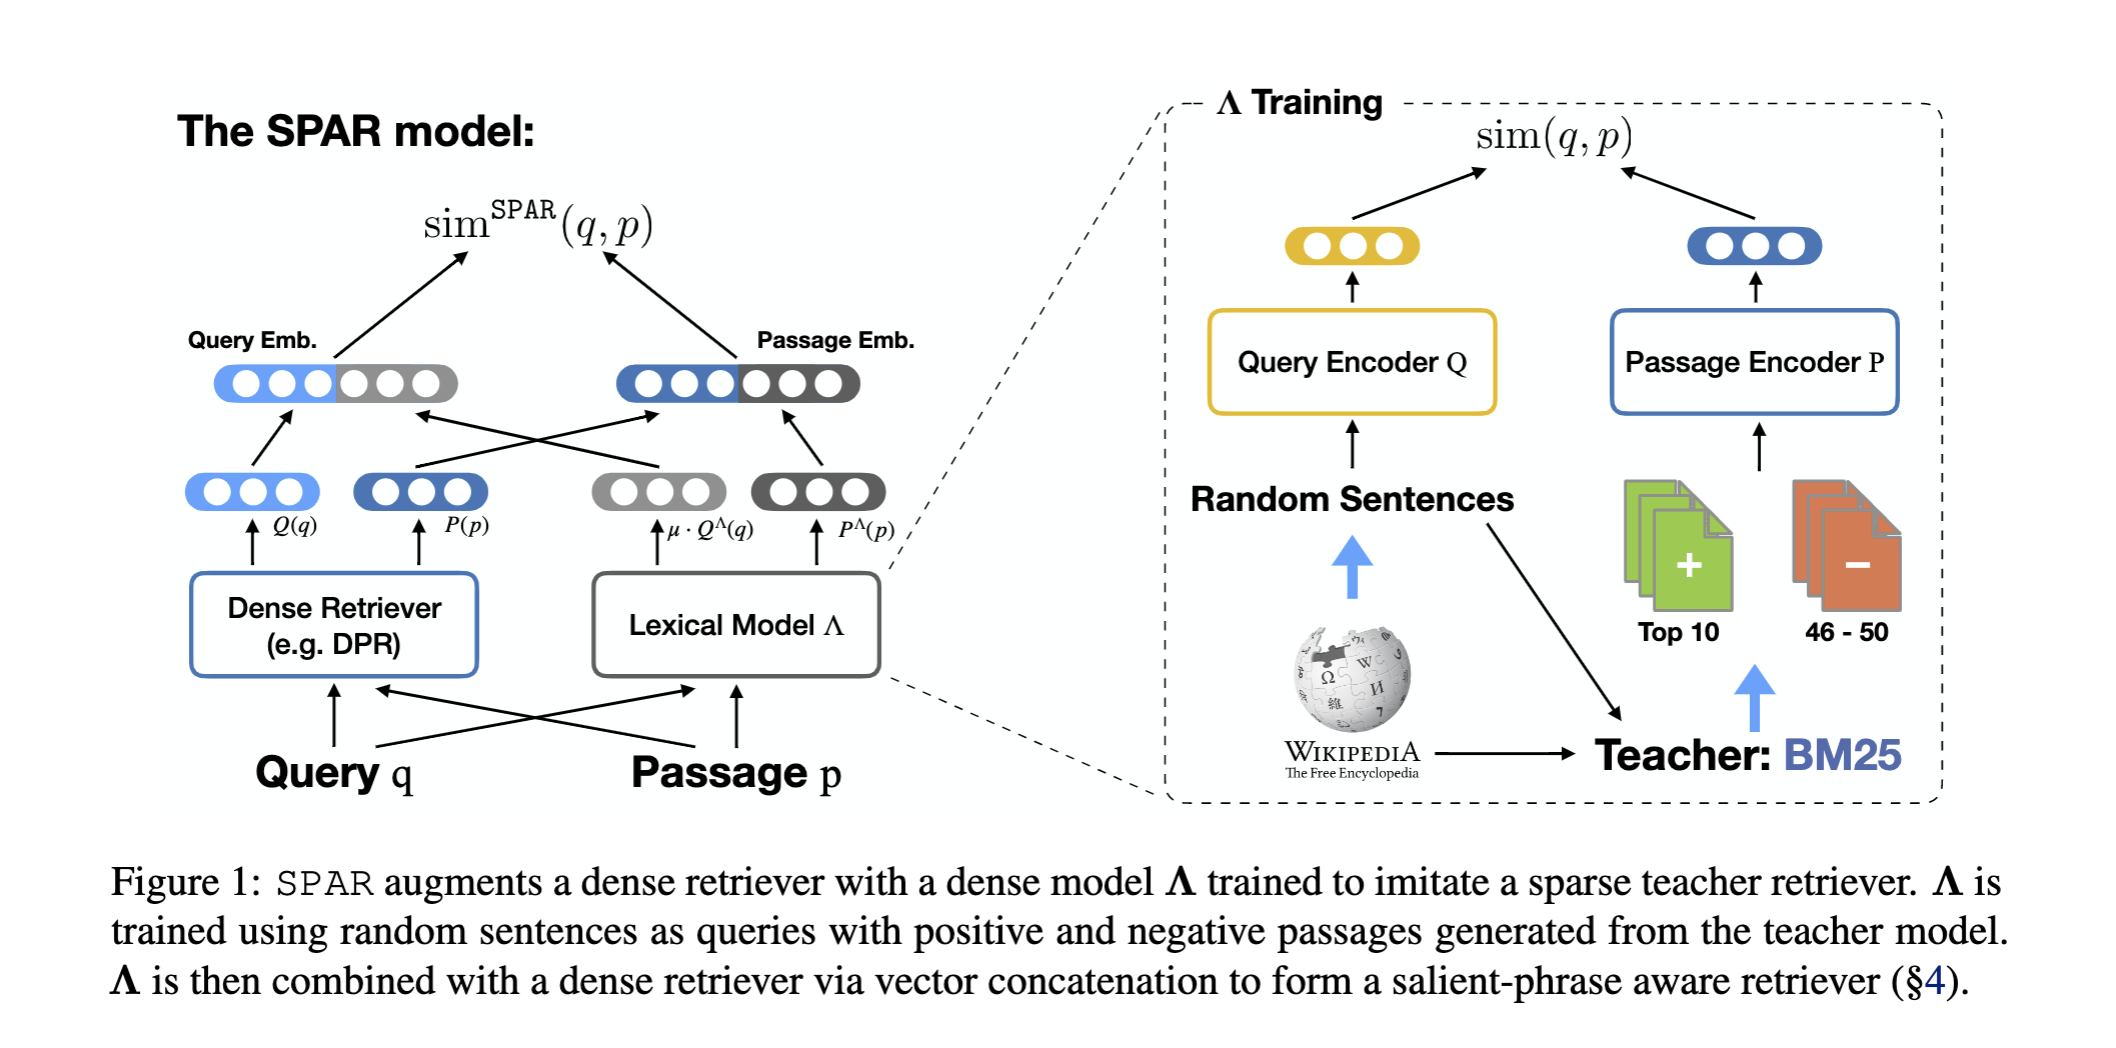 The SPAR model:
sim^SPAR(q, p)
Query Emb.
Passage Emb.
Q(q)
P(p)
μ · Q^Λ(q)
P^Λ(p)
Dense Retriever
(e.g. DPR)
Lexical Model Λ
Query q
Passage p
Λ Training
sim(q, p)
Query Encoder Q
Passage Encoder P
Random Sentences
+
−
Top 10
46 - 50
Ω
W
И
WIKIPEDIA
The Free Encyclopedia
Teacher: BM25
Figure 1: SPAR augments a dense retriever with a dense model Λ trained to imitate a sparse teacher retriever. Λ is
trained using random sentences as queries with positive and negative passages generated from the teacher model.
Λ is then combined with a dense retriever via vector concatenation to form a salient-phrase aware retriever (§4).